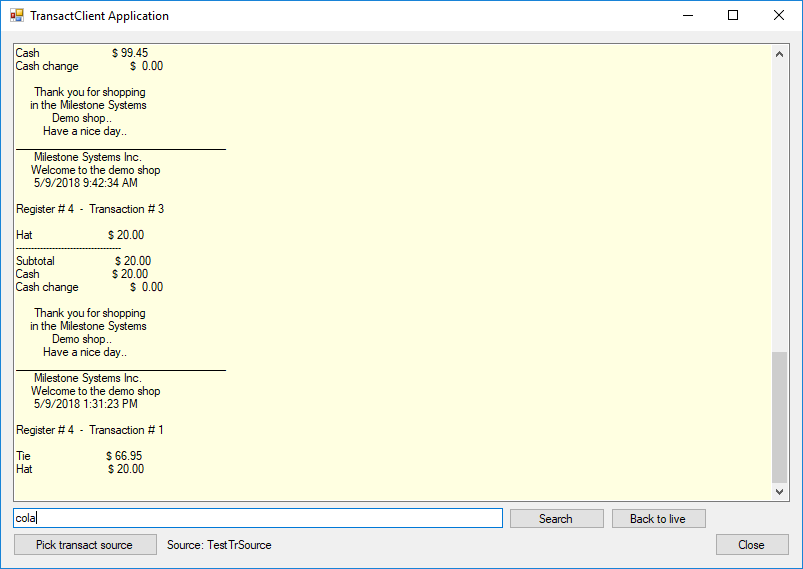 TransactClient Application
Cash $ 99.45
Cash change $ 0.00
Thank you for shopping
in the Milestone Systems
Demo shop..
Have a nice day..
Milestone Systems Inc.
Welcome to the demo shop
5/9/2018 9:42:34 AM
Register # 4 - Transaction # 3
Hat $ 20.00
-----------------------------------
Subtotal $ 20.00
Cash $ 20.00
Cash change $ 0.00
Thank you for shopping
in the Milestone Systems
Demo shop..
Have a nice day..
Milestone Systems Inc.
Welcome to the demo shop
5/9/2018 1:31:23 PM
Register # 4 - Transaction # 1
Tie $ 66.95
Hat $ 20.00
cola Search Back to live
Pick transact source Source: TestTrSource Close